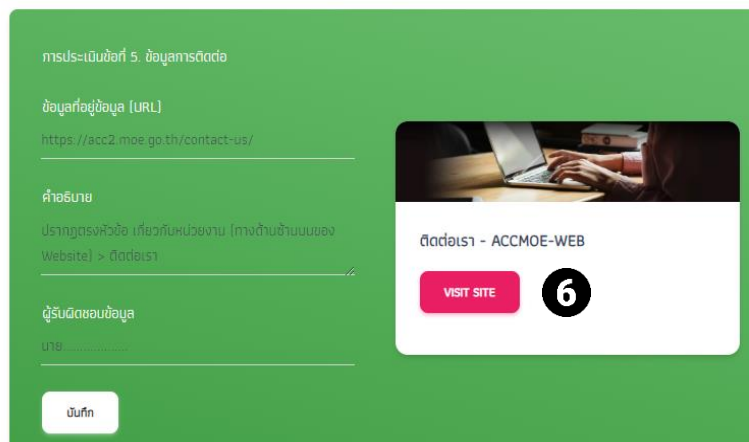 การประเมินข้อที่ 5. ข้อมูลการติดต่อ
ข้อมูลที่อยู่ข้อมูล (URL)
https://acc2.moe.go.th/contact-us/
คำอธิบาย
ปรากฏตรงหัวข้อ เกี่ยวกับหน่วยงาน (ทางด้านซ้านบนของ
Website) > ติดต่อเรา
ผู้รับผิดชอบข้อมูล
นาย.................
บันทึก
ติดต่อเรา - ACCMOE-WEB
VISIT SITE
6